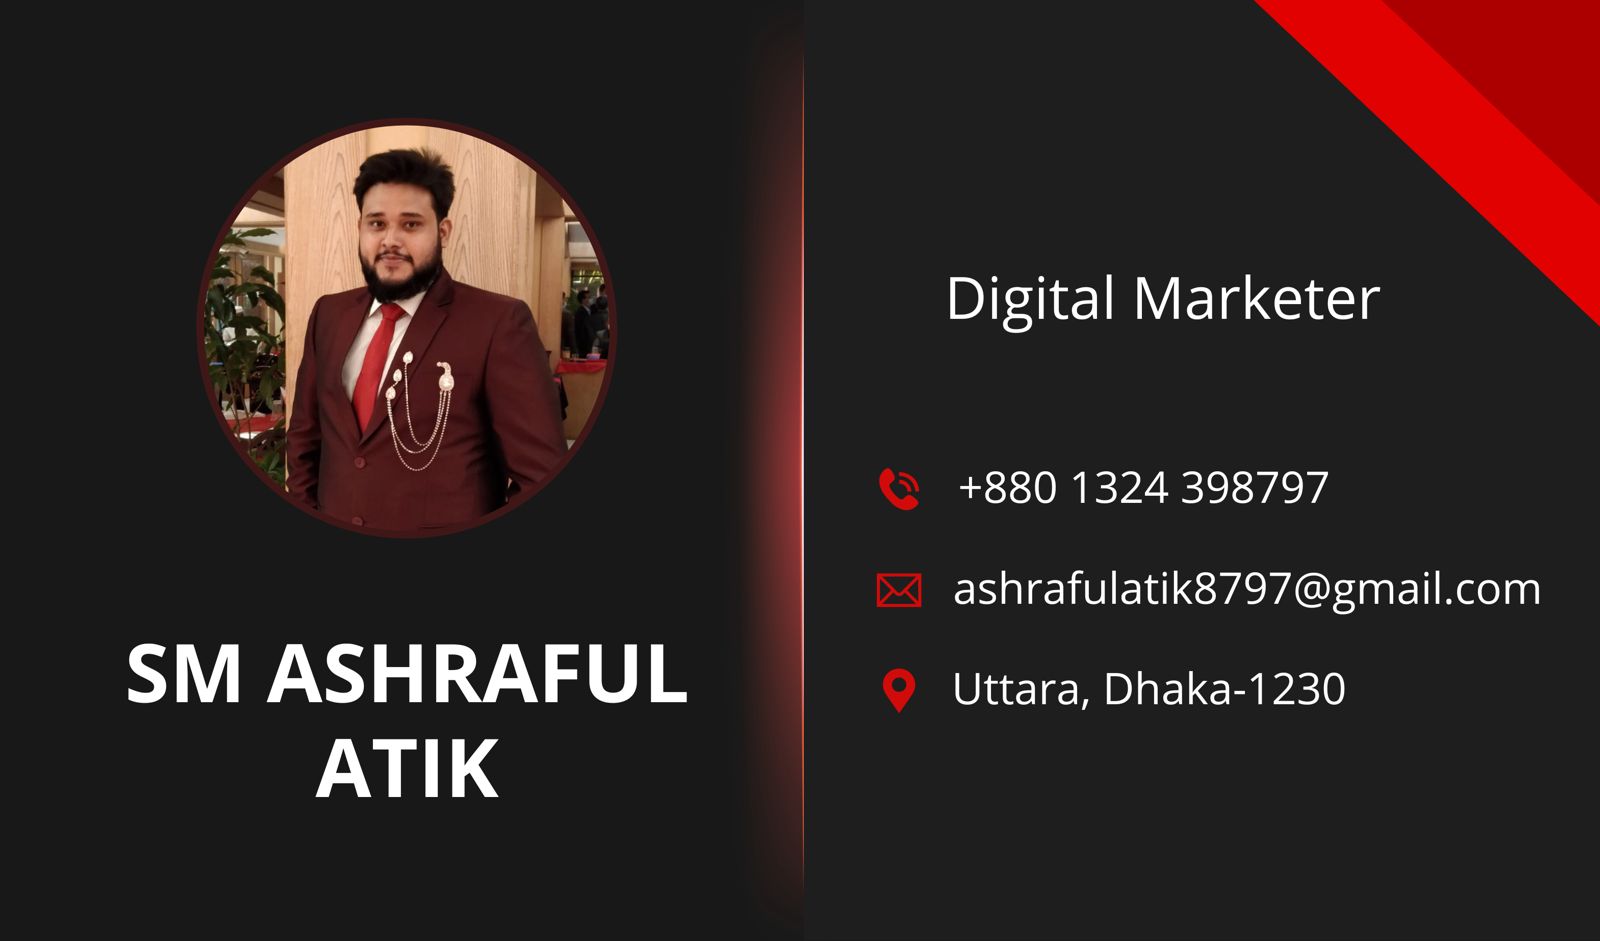 SM ASHRAFUL
ATIK
Digital Marketer
+880 1324 398797
ashrafulatik8797@gmail.com
Uttara, Dhaka-1230